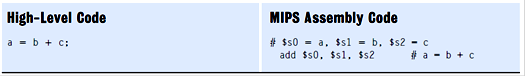 High-Level Code
a = b + c;
MIPS Assembly Code
# $s0 = a, $s1 = b, $s2 = c
add $s0, $s1, $s2 # a = b + c